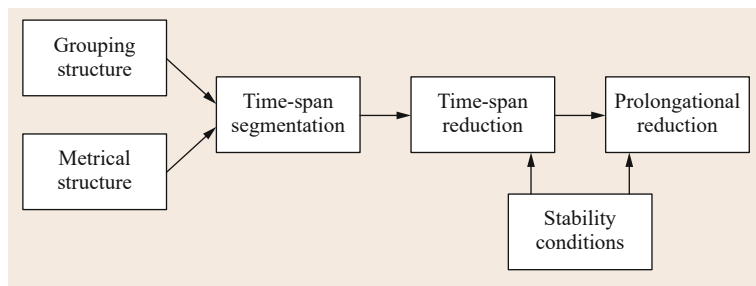 Grouping
structure
Metrical
structure
Time-span
segmentation
Time-span
reduction
Prolongational
reduction
Stability
conditions